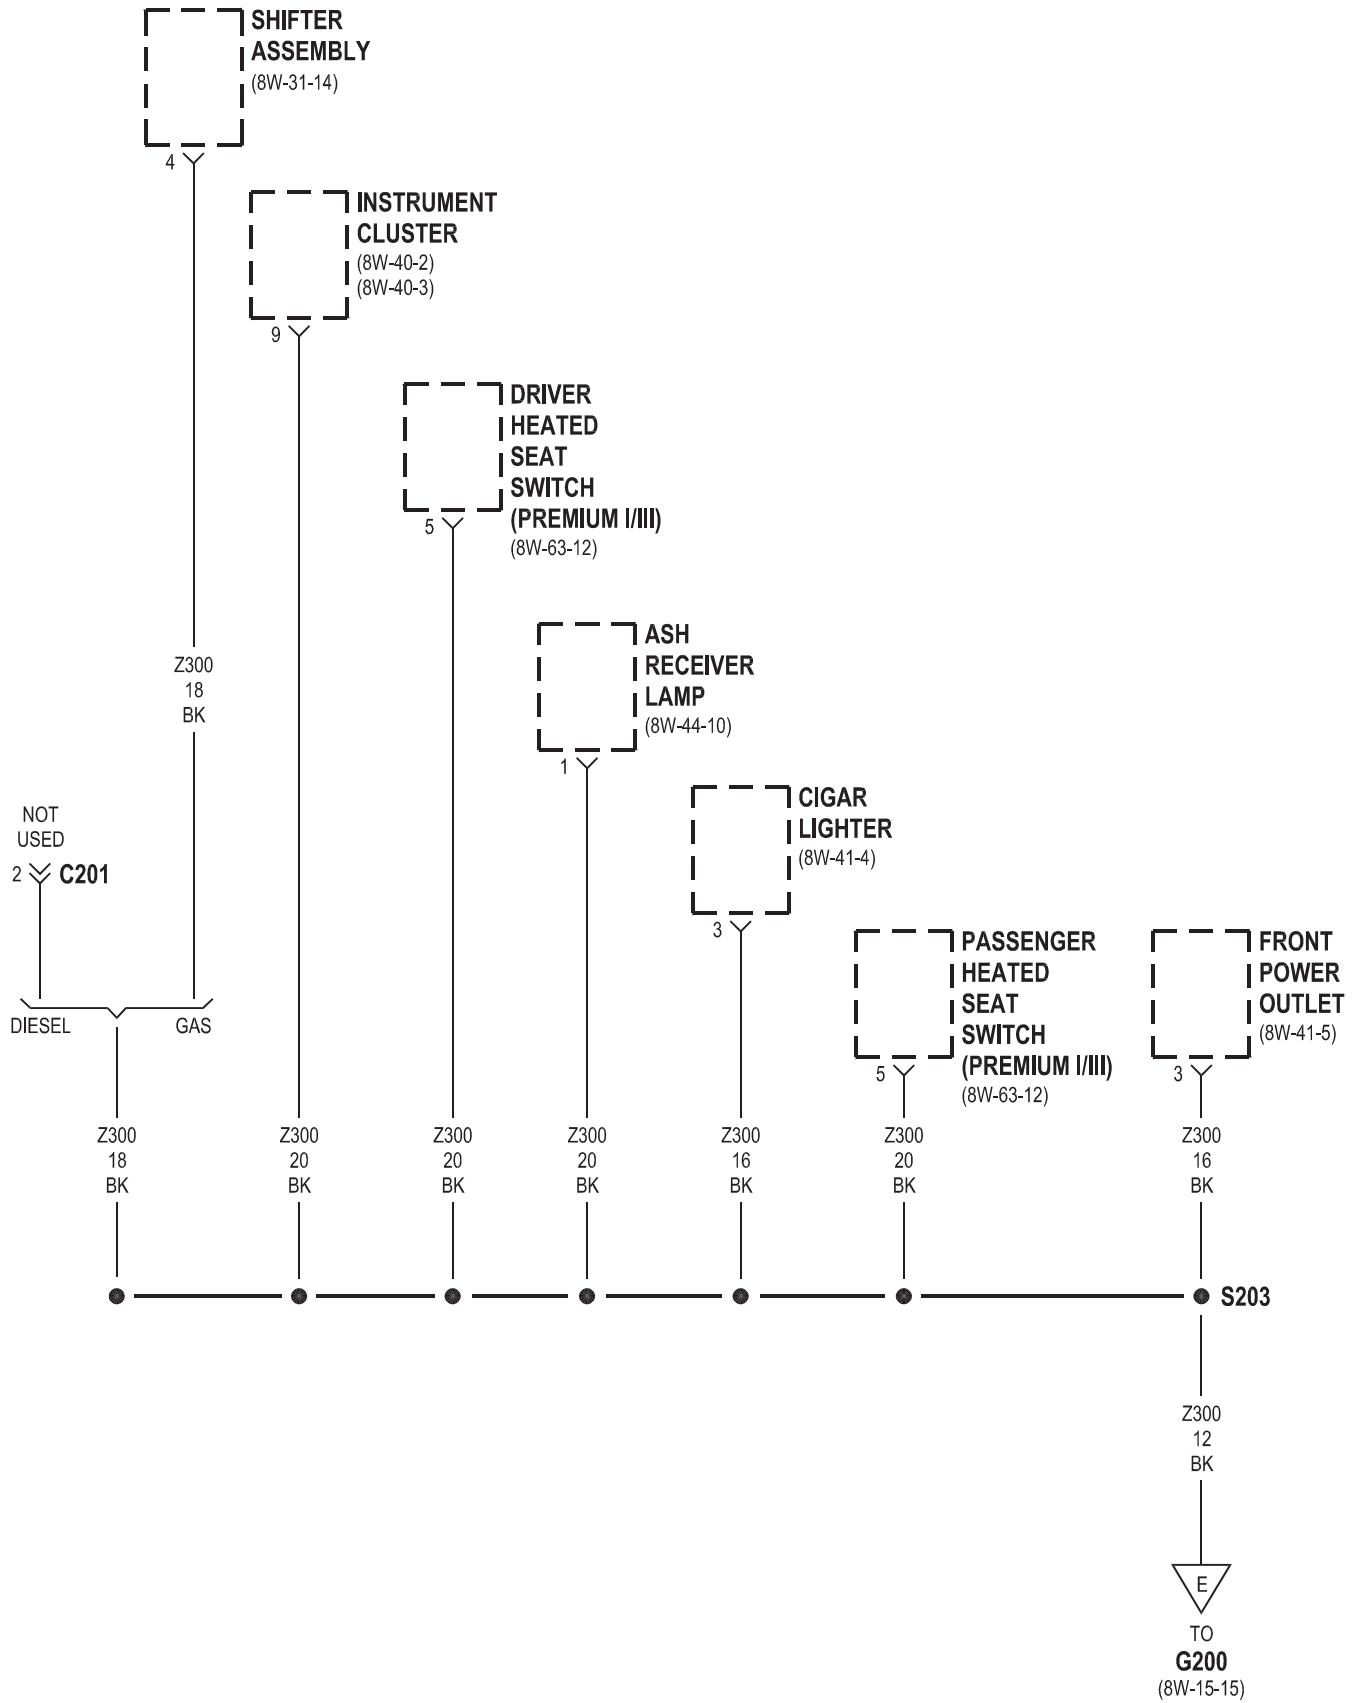 SHIFTER
ASSEMBLY
(8W-31-14)
4
INSTRUMENT
CLUSTER
(8W-40-2)
(8W-40-3)
9
DRIVER
HEATED
SEAT
SWITCH
(PREMIUM I/III)
(8W-63-12)
5
ASH
RECEIVER
LAMP
(8W-44-10)
1
Z300
18
BK
CIGAR
LIGHTER
(8W-41-4)
3
NOT
USED
2
C201
DIESEL
GAS
PASSENGER
HEATED
SEAT
SWITCH
(PREMIUM I/III)
(8W-63-12)
5
FRONT
POWER
OUTLET
(8W-41-5)
3
Z300
18
BK
Z300
20
BK
Z300
20
BK
Z300
20
BK
Z300
16
BK
Z300
20
BK
Z300
16
BK
S203
Z300
12
BK
E
TO
G200
(8W-15-15)